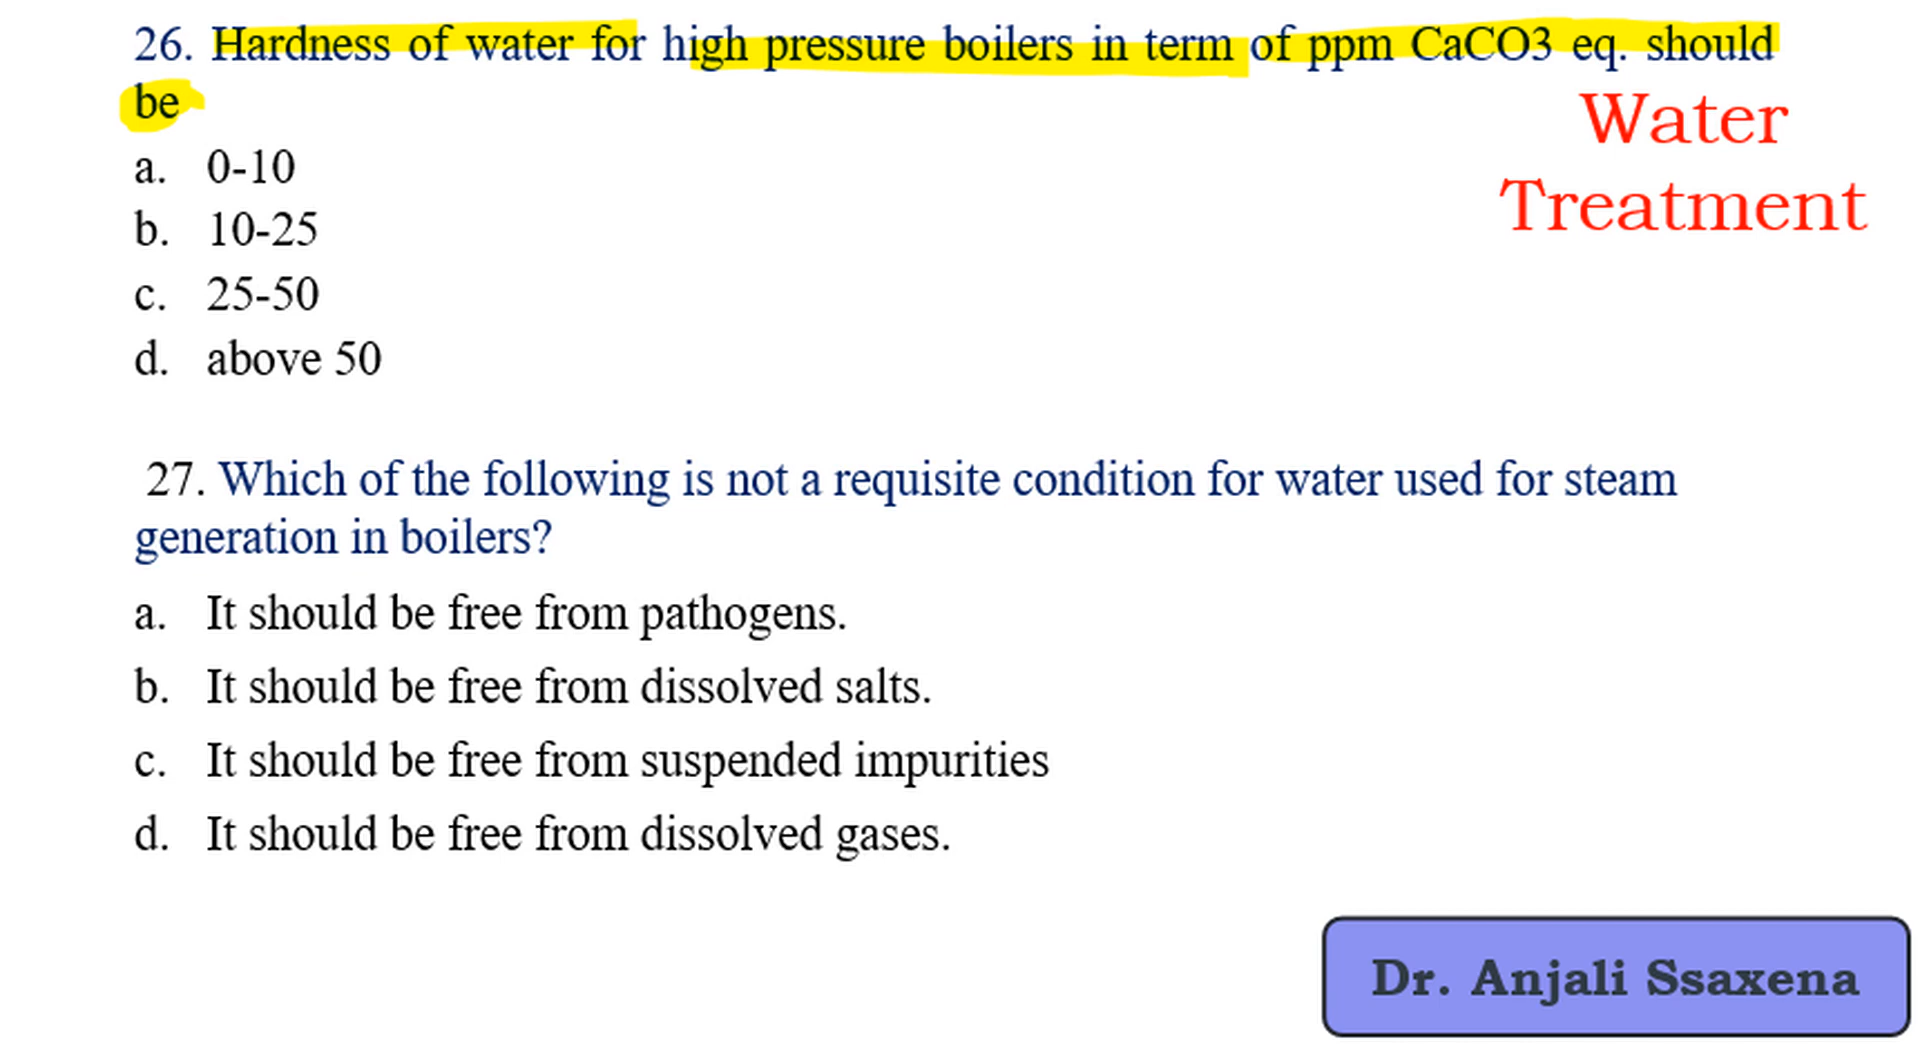 26. Hardness of water for high pressure boilers in term of ppm CaCO3 eq. should
be
Water
Treatment
a. 0-10
b. 10-25
c. 25-50
d. above 50
27. Which of the following is not a requisite condition for water used for steam
generation in boilers?
a. It should be free from pathogens.
b. It should be free from dissolved salts.
c. It should be free from suspended impurities
d. It should be free from dissolved gases.
Dr. Anjali Ssaxena